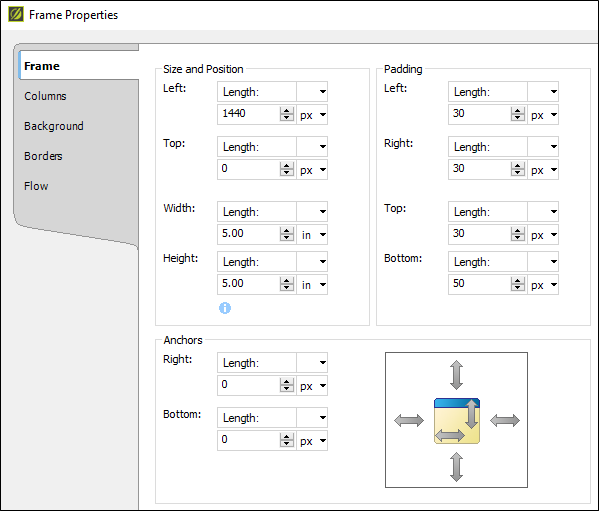 Frame Properties
Frame
Columns
Background
Borders
Flow
Size and Position
Left: Length:
1440 px
Top: Length:
0 px
Width: Length:
5.00 in
Height: Length:
5.00 in
i
Padding
Left: Length:
30 px
Right: Length:
30 px
Top: Length:
30 px
Bottom: Length:
50 px
Anchors
Right: Length:
0 px
Bottom: Length:
0 px